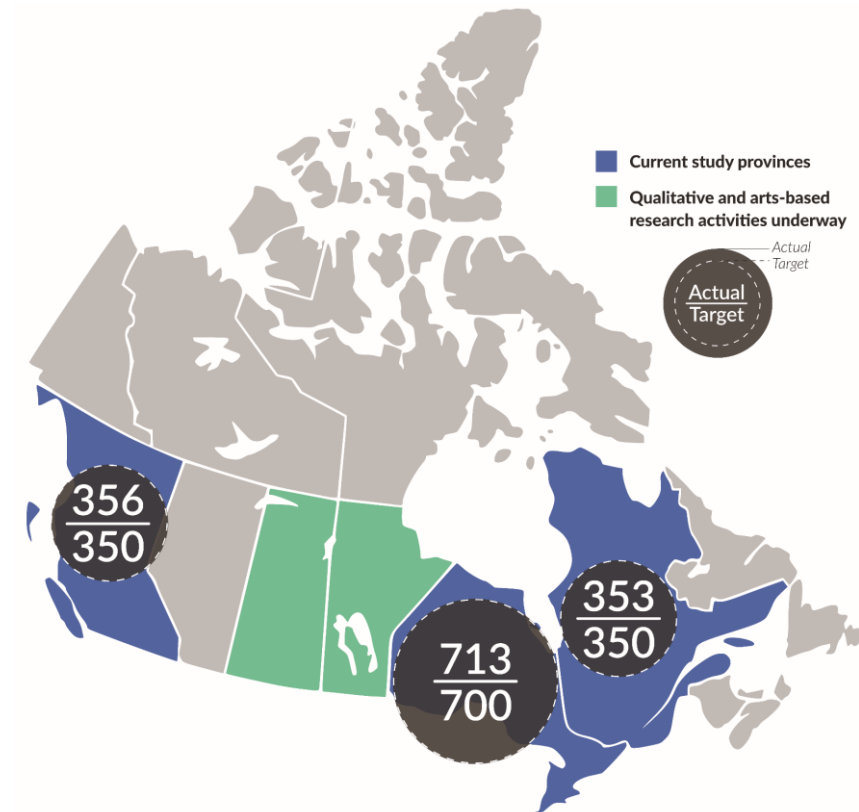 Current study provinces
Qualitative and arts-based
research activities underway
Actual
Target
Actual
Target
356
350
353
350
713
700